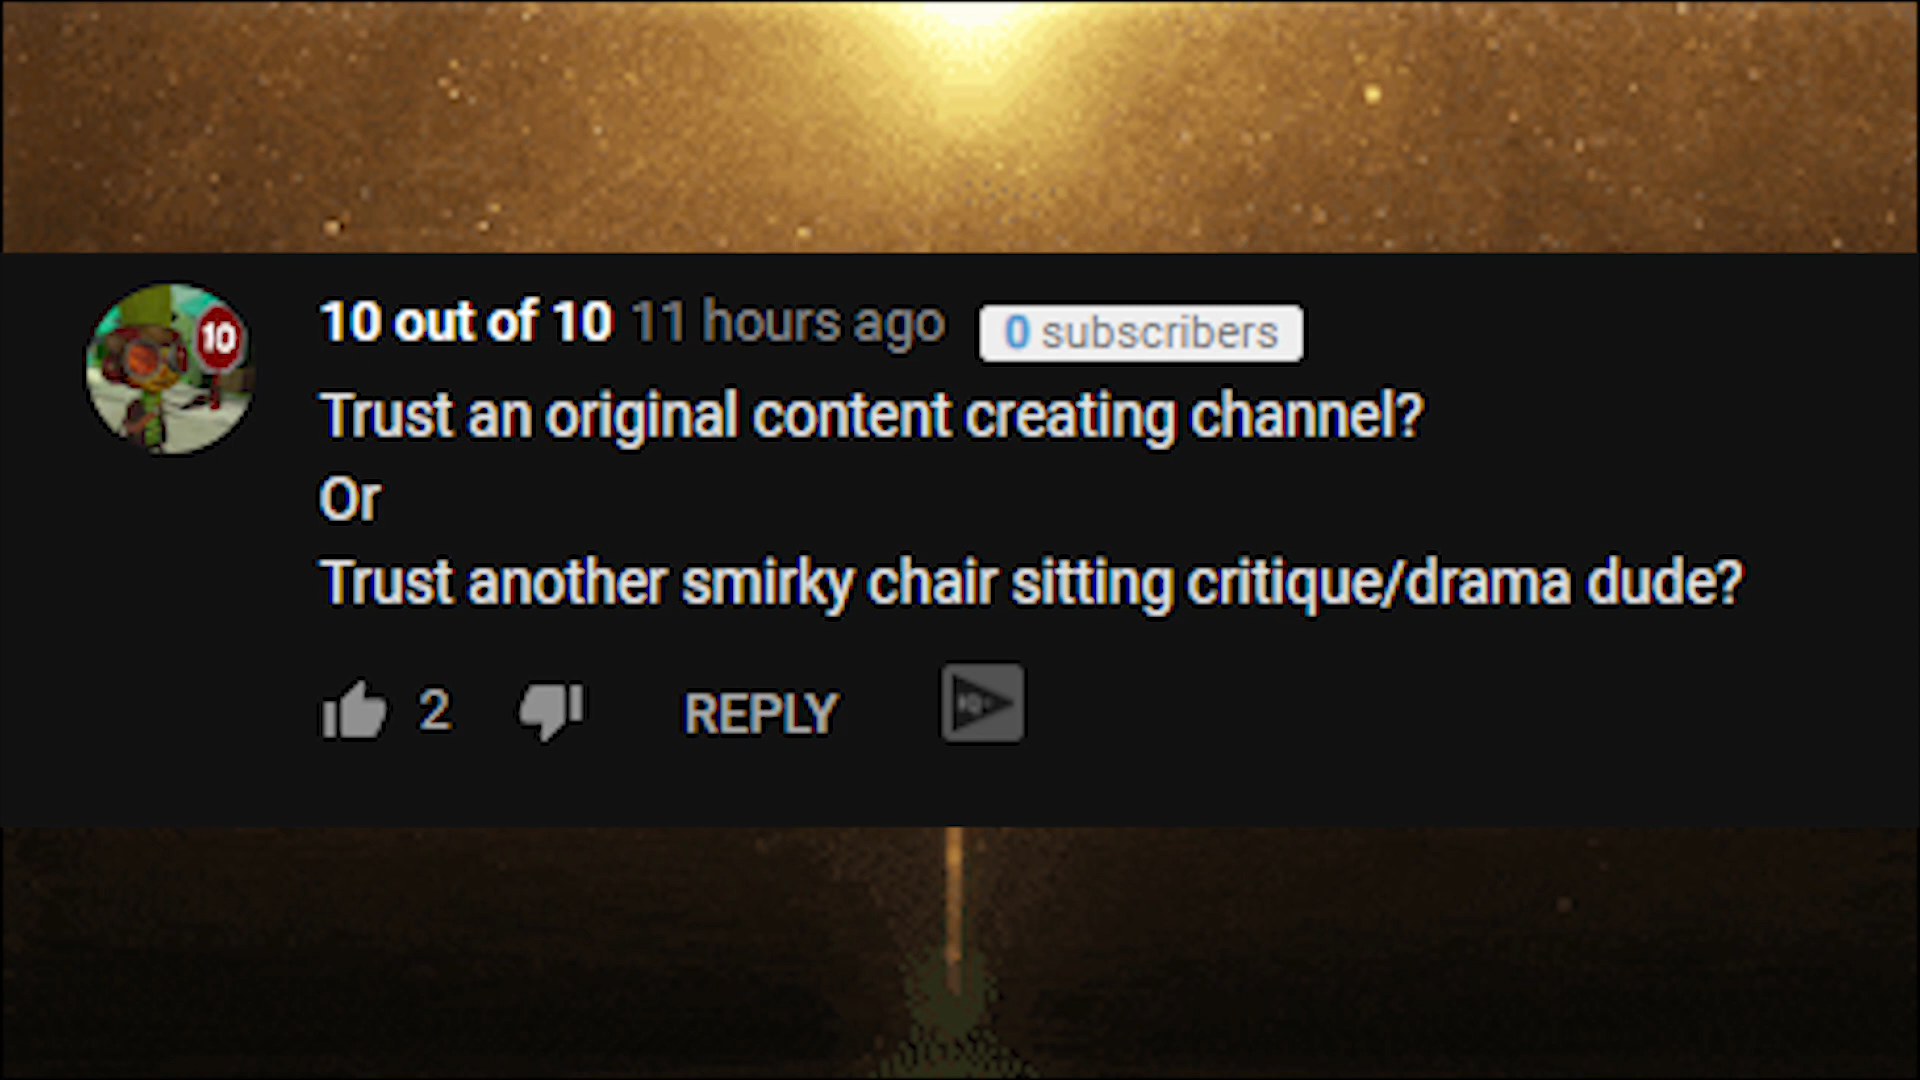 10
10 out of 10 11 hours ago 0 subscribers
Trust an original content creating channel?
Or
Trust another smirky chair sitting critique/drama dude?
2 REPLY